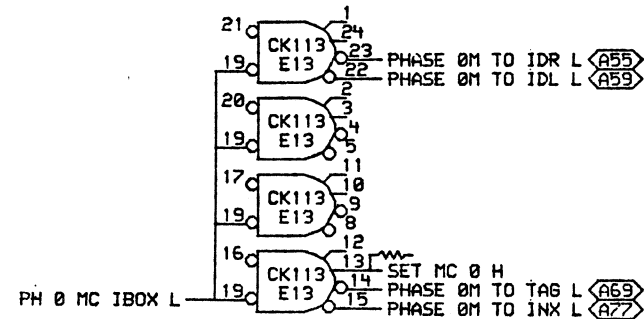 1
21
24
CK113
23
PHASE 0M TO IDR L A55
19
E13
22
PHASE 0M TO IDL L A59
2
20
3
CK113
4
19
E13
5
11
17
10
CK113
9
19
E13
8
12
16
13
CK113
SET MC 0 H
14
PHASE 0M TO TAG L A69
PH 0 MC IBOX L
19
E13
15
PHASE 0M TO INX L A77